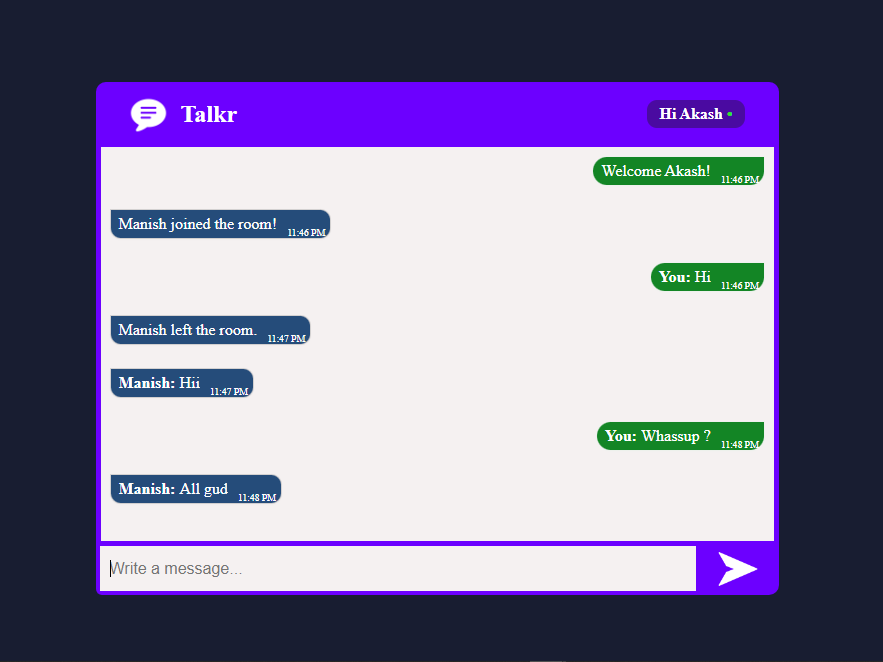 Talkr
Hi Akash
Welcome Akash! 11:46 PM
Manish joined the room! 11:46 PM
You: Hi 11:46 PM
Manish left the room. 11:47 PM
Manish: Hii 11:47 PM
You: Whassup ? 11:48 PM
Manish: All gud 11:48 PM
Write a message...